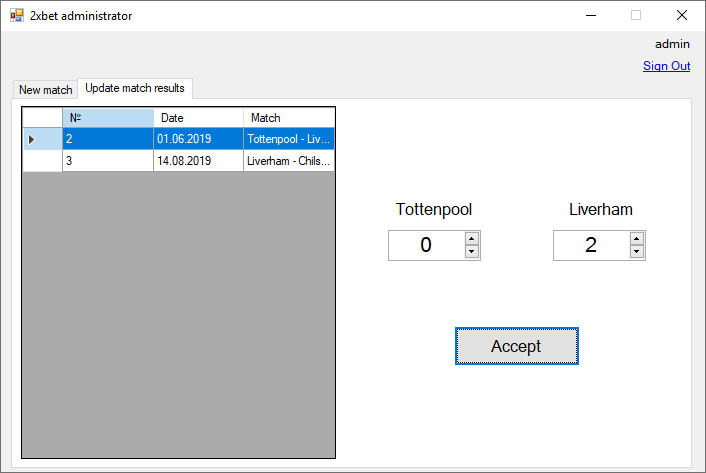 2xbet administrator
admin
Sign Out
New match Update match results
№ Date Match
2 01.06.2019 Tottenpool - Liv...
3 14.08.2019 Liverham - Chils...
Tottenpool Liverham
0 2
Accept